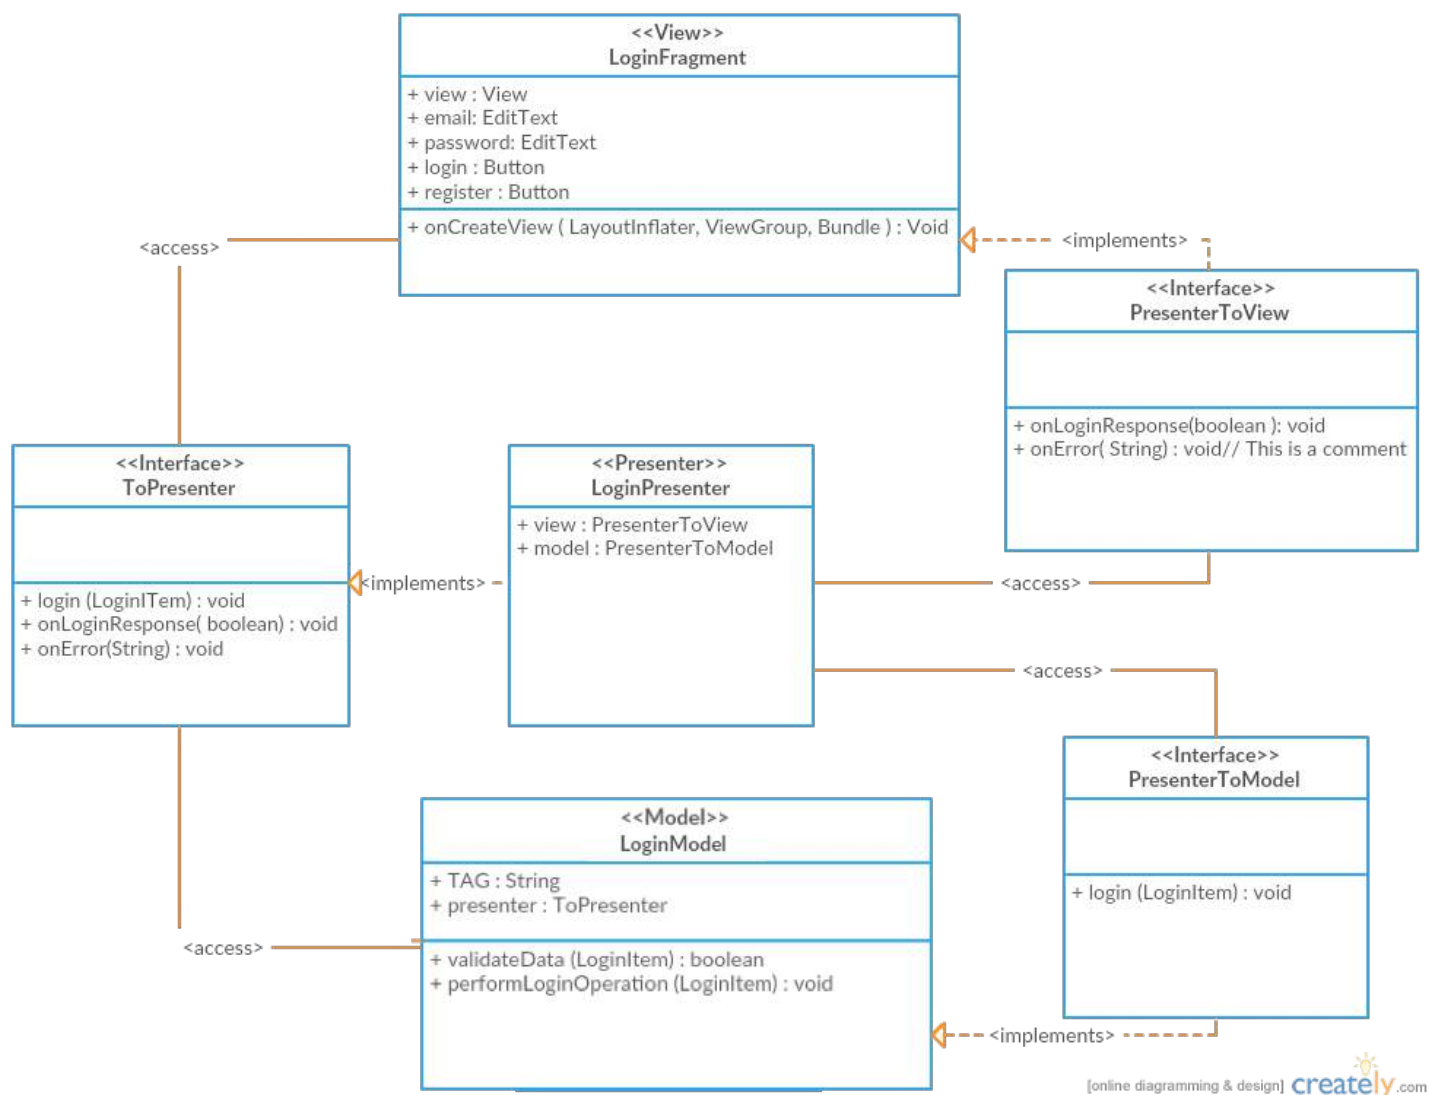 <<View>>
LoginFragment
+ view : View
+ email: EditText
+ password: EditText
+ login : Button
+ register : Button
+ onCreateView ( LayoutInflater, ViewGroup, Bundle ) : Void
<access>
<implements>
<<Interface>>
PresenterToView
+ onLoginResponse(boolean ): void
+ onError( String) : void// This is a comment
<<Interface>>
ToPresenter
+ login (LoginITem) : void
+ onLoginResponse( boolean) : void
+ onError(String) : void
<implements>
<<Presenter>>
LoginPresenter
+ view : PresenterToView
+ model : PresenterToModel
<access>
<access>
<<Interface>>
PresenterToModel
+ login (LoginItem) : void
<<Model>>
LoginModel
+ TAG : String
+ presenter : ToPresenter
+ validateData (LoginItem) : boolean
+ performLoginOperation (LoginItem) : void
<access>
<implements>
[online diagramming & design] creately.com